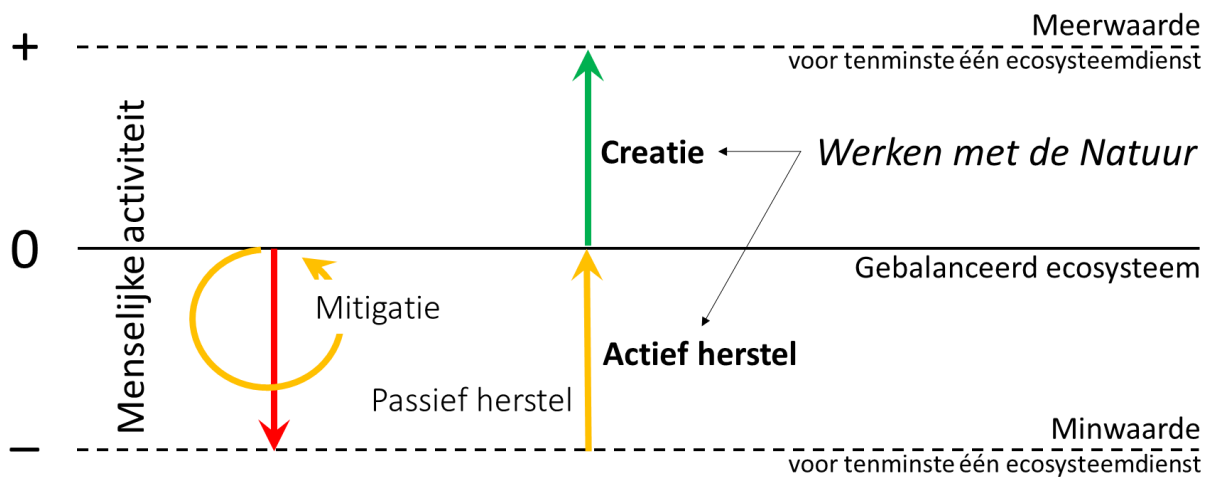 +
Meerwaarde
voor tenminste één ecosysteemdienst
Menselijke activiteit
Creatie
Werken met de Natuur
0
Gebalanceerd ecosysteem
Mitigatie
Actief herstel
Passief herstel
–
Minwaarde
voor tenminste één ecosysteemdienst